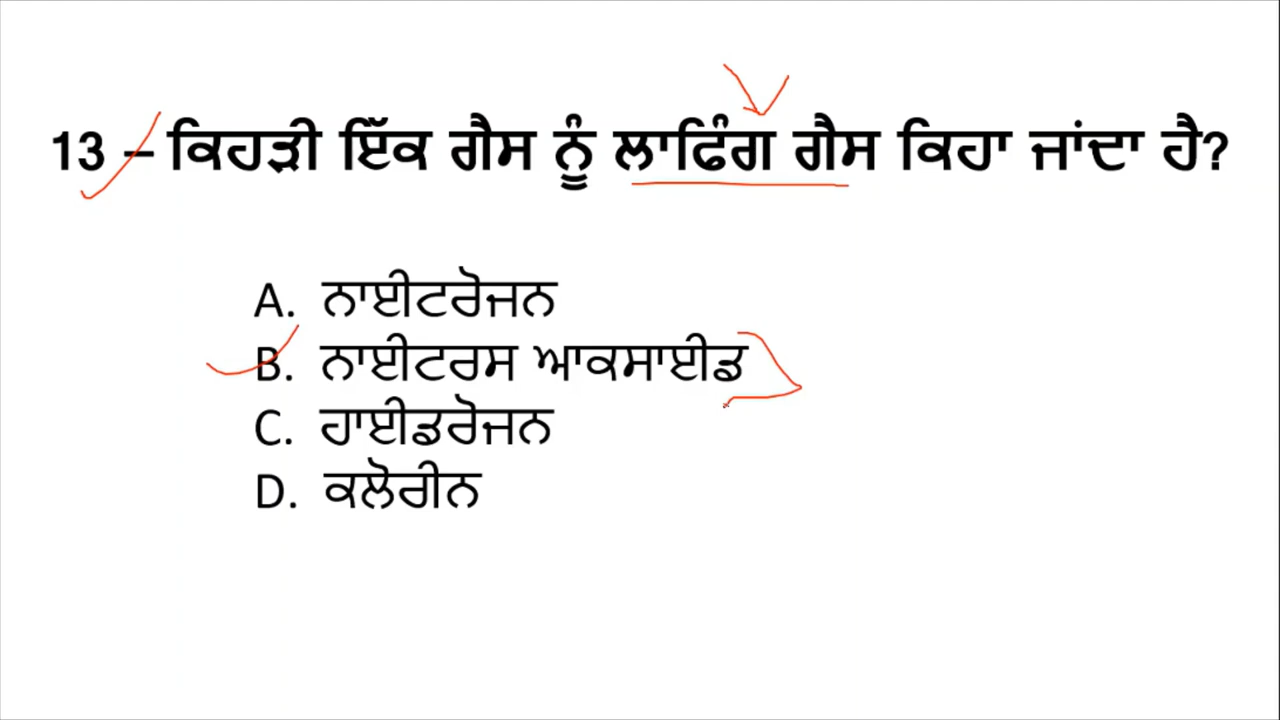 13 – ਕਿਹੜੀ ਇੱਕ ਗੈਸ ਨੂੰ ਲਾਫਿੰਗ ਗੈਸ ਕਿਹਾ ਜਾਂਦਾ ਹੈ?
A. ਨਾਈਟਰੋਜਨ
B. ਨਾਈਟਰਸ ਆਕਸਾਈਡ
C. ਹਾਈਡਰੋਜਨ
D. ਕਲੋਰੀਨ